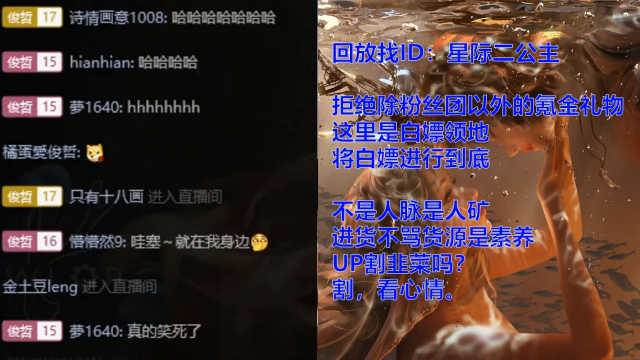 俊哲 17 诗情画意1008: 哈哈哈哈哈哈哈
俊哲 15 hianhian: 哈哈哈哈
俊哲 15 夢1640: hhhhhhhh
橘蛋愛俊哲:
俊哲 17 只有十八画 进入直播间
俊哲 16 懵懵然9: 哇塞～就在我身边
金土豆leng 进入直播间
俊哲 15 夢1640: 真的笑死了
回放找ID：星际二公主
拒绝除粉丝团以外的氪金礼物
这里是白嫖领地
将白嫖进行到底
不是人脉是人矿
进货不骂货源是素养
UP割韭菜吗？
割，看心情。